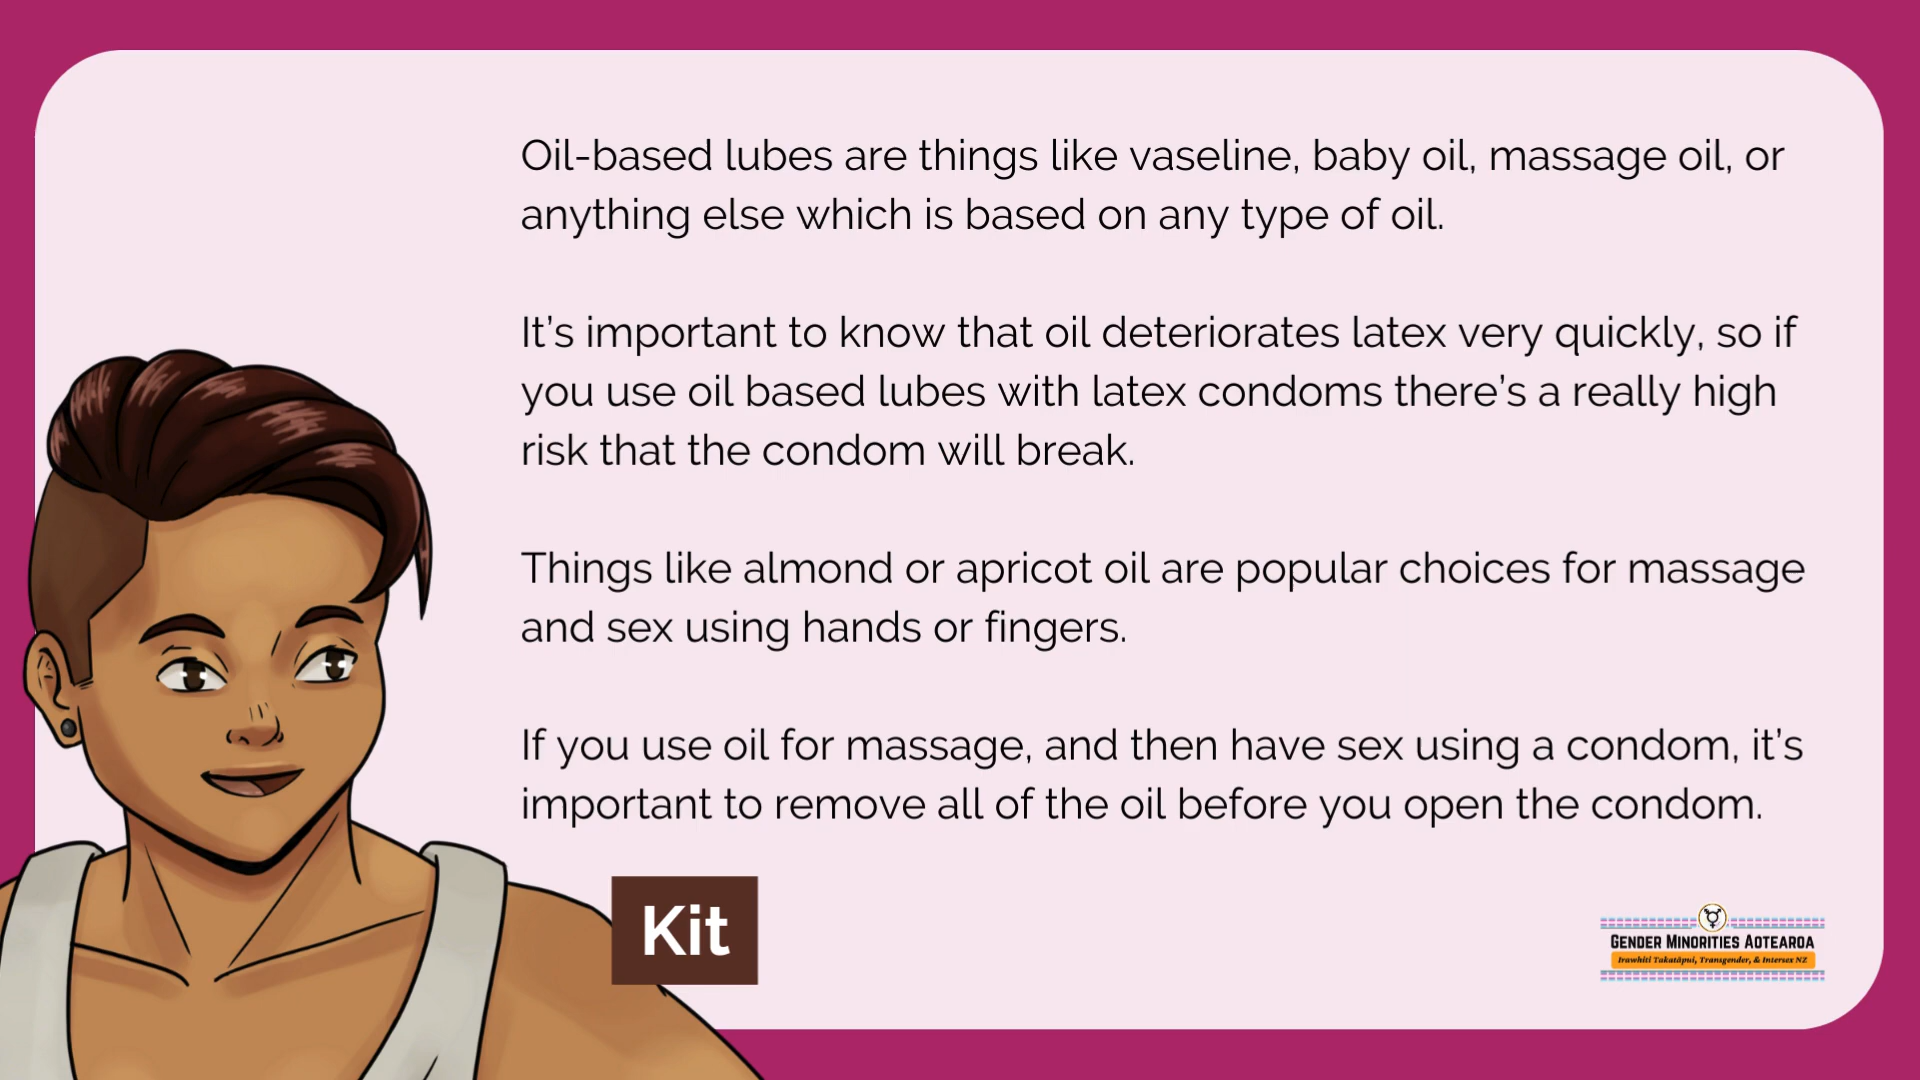 Oil-based lubes are things like vaseline, baby oil, massage oil, or
anything else which is based on any type of oil.
It’s important to know that oil deteriorates latex very quickly, so if
you use oil based lubes with latex condoms there’s a really high
risk that the condom will break.
Things like almond or apricot oil are popular choices for massage
and sex using hands or fingers.
If you use oil for massage, and then have sex using a condom, it’s
important to remove all of the oil before you open the condom.
Kit
GENDER MINORITIES AOTEAROA
Irawhiti Takatāpui, Transgender, & Intersex NZ